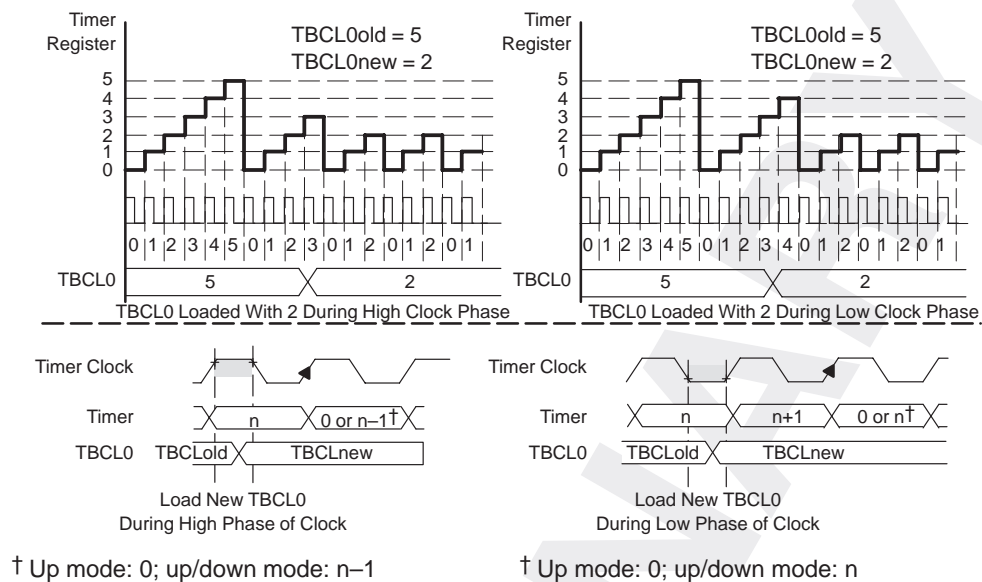 Timer
Register
TBCL0old = 5
TBCL0new = 2
5
4
3
2
1
0
0 1 2 3 4 5 0 1 2 3 0 1 2 0 1 2 0 1
TBCL0 5 2
TBCL0 Loaded With 2 During High Clock Phase
Timer
Register
TBCL0old = 5
TBCL0new = 2
5
4
3
2
1
0
0 1 2 3 4 5 0 1 2 3 4 0 1 2 0 1 2 0 1
TBCL0 5 2
TBCL0 Loaded With 2 During Low Clock Phase
Timer Clock
Timer n 0 or n–1†
TBCL0 TBCLold TBCLnew
Load New TBCL0
During High Phase of Clock
† Up mode: 0; up/down mode: n–1
Timer Clock
Timer n n+1 0 or n†
TBCL0 TBCLold TBCLnew
Load New TBCL0
During Low Phase of Clock
† Up mode: 0; up/down mode: n